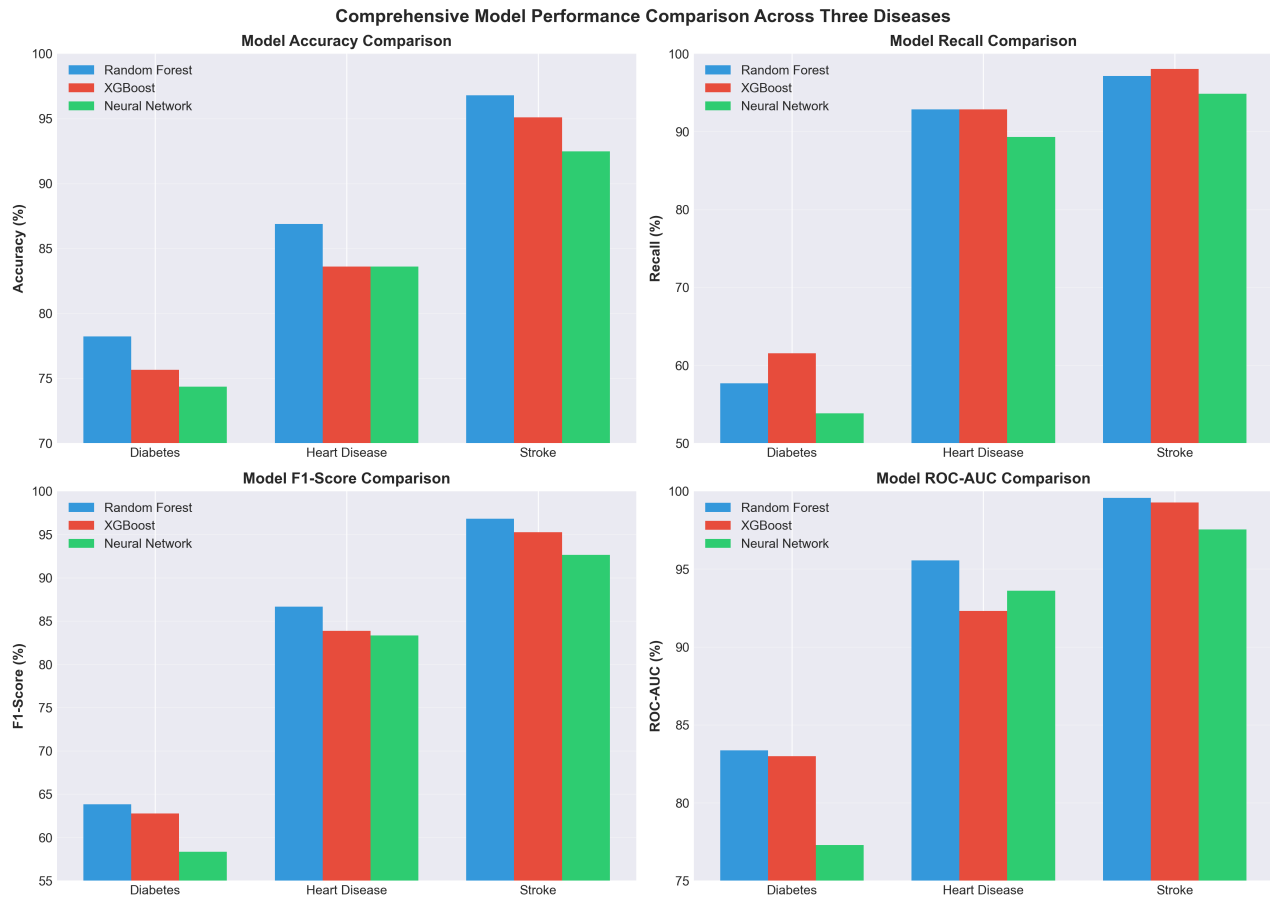 Comprehensive Model Performance Comparison Across Three Diseases
Model Accuracy Comparison
Random Forest
XGBoost
Neural Network
Accuracy (%)
100
95
90
85
80
75
70
Diabetes
Heart Disease
Stroke
Model Recall Comparison
Random Forest
XGBoost
Neural Network
Recall (%)
100
90
80
70
60
50
Diabetes
Heart Disease
Stroke
Model F1-Score Comparison
Random Forest
XGBoost
Neural Network
F1-Score (%)
100
95
90
85
80
75
70
65
60
55
Diabetes
Heart Disease
Stroke
Model ROC-AUC Comparison
Random Forest
XGBoost
Neural Network
ROC-AUC (%)
100
95
90
85
80
75
Diabetes
Heart Disease
Stroke